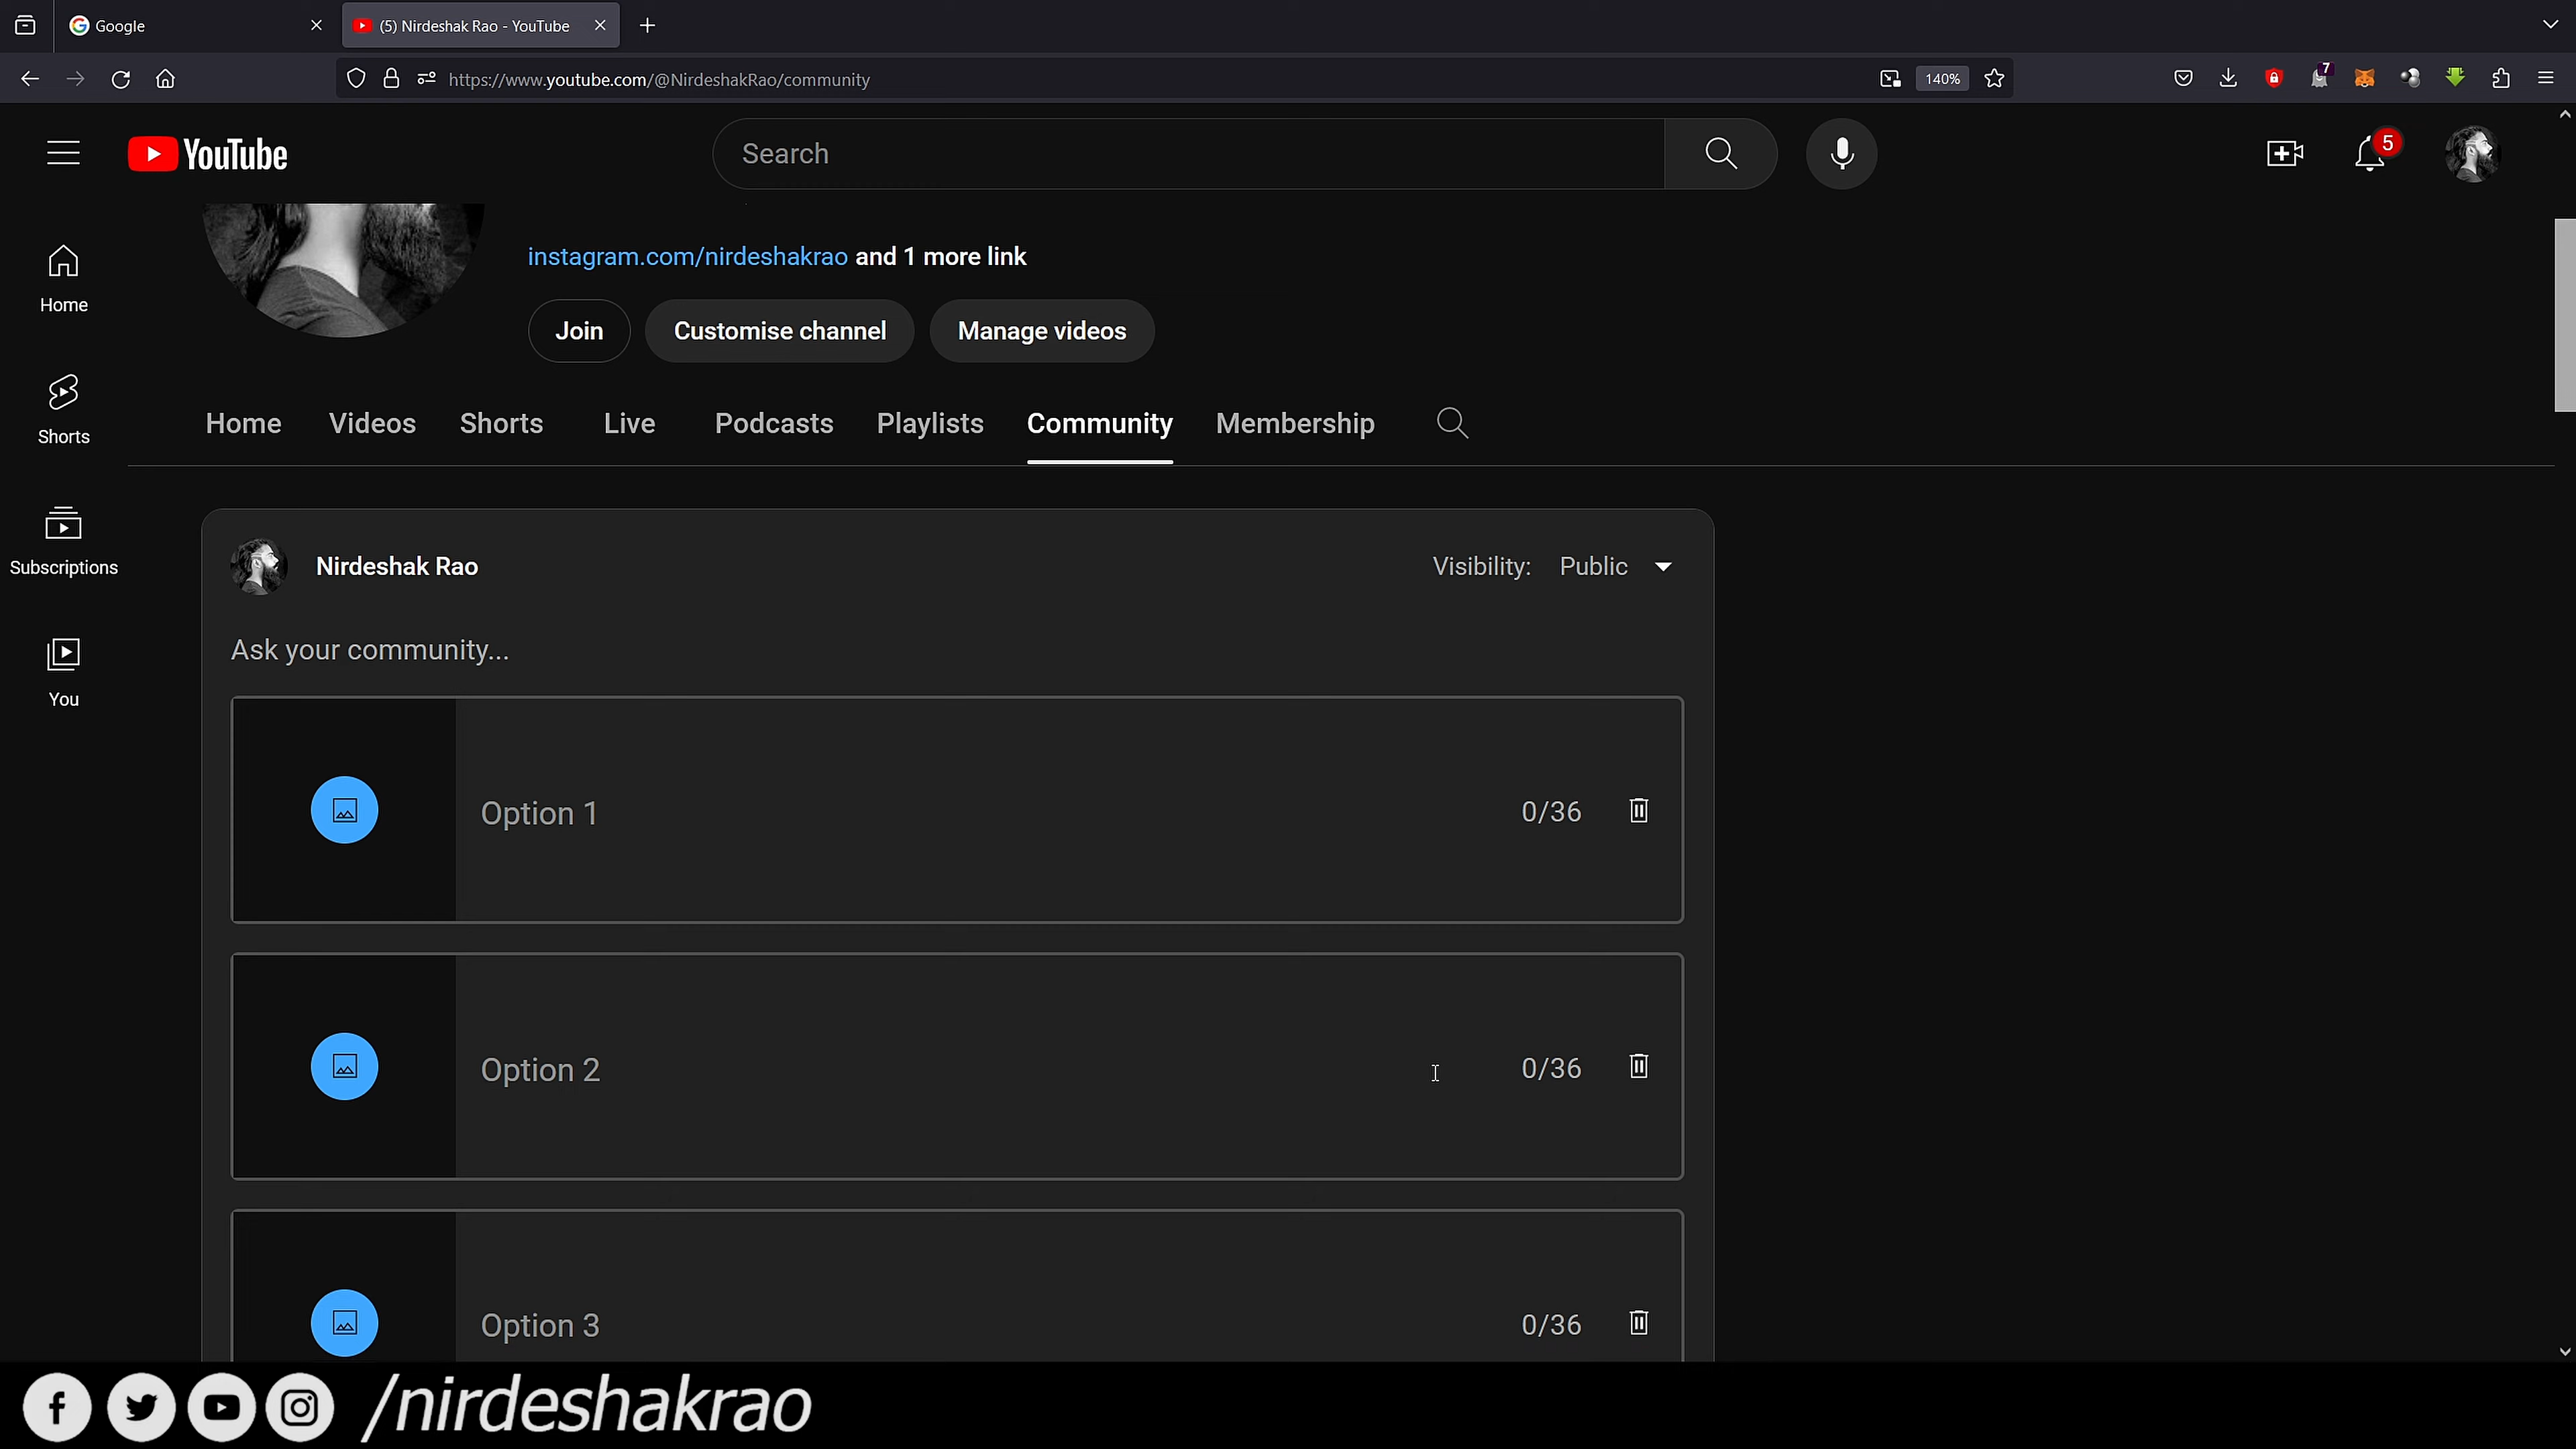 Google
(5) Nirdeshak Rao - YouTube
https://www.youtube.com/@NirdeshakRao/community
140%
7
YouTube
Search
5
instagram.com/nirdeshakrao and 1 more link
Join
Customise channel
Manage videos
Home
Shorts
Subscriptions
You
Home
Videos
Shorts
Live
Podcasts
Playlists
Community
Membership
Nirdeshak Rao
Visibility: Public
Ask your community...
Option 1
0/36
Option 2
0/36
Option 3
0/36
/nirdeshakrao